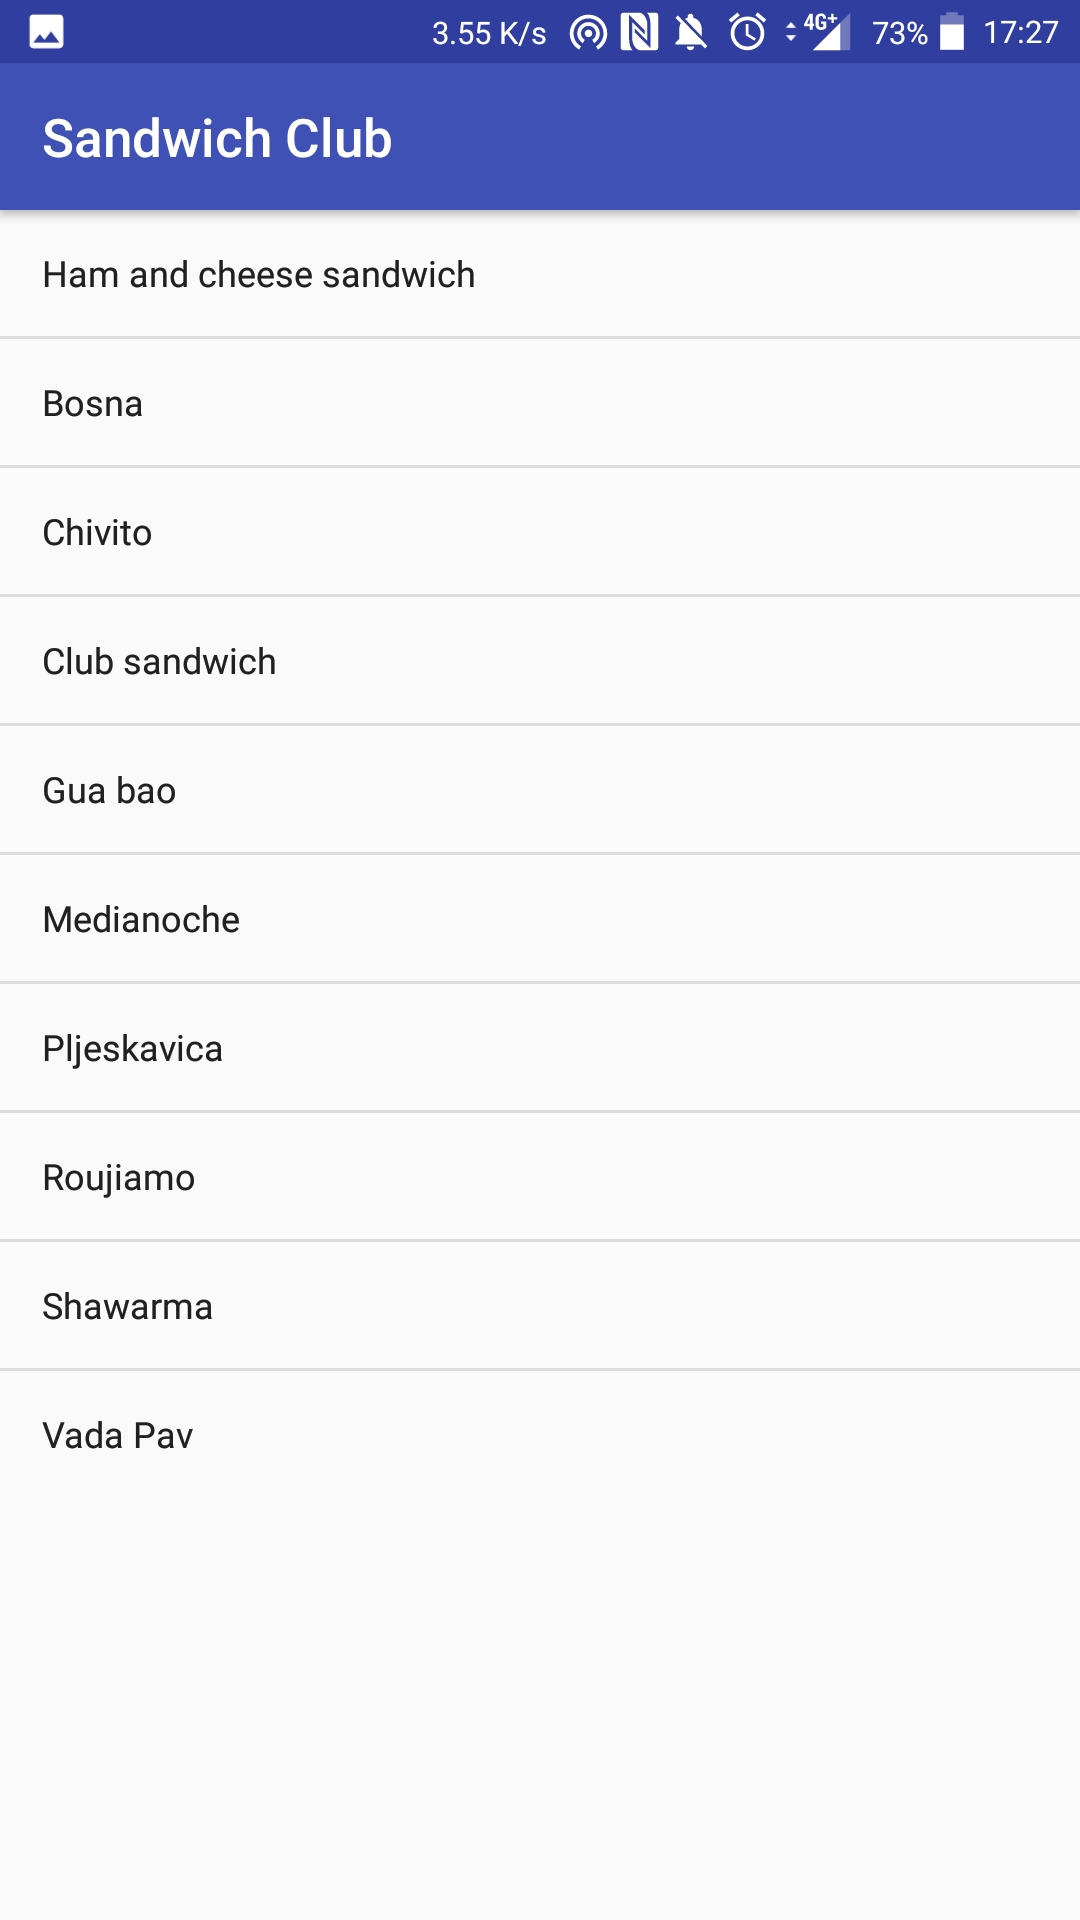 3.55 K/s 4G+ 73% 17:27
Sandwich Club
Ham and cheese sandwich
Bosna
Chivito
Club sandwich
Gua bao
Medianoche
Pljeskavica
Roujiamo
Shawarma
Vada Pav